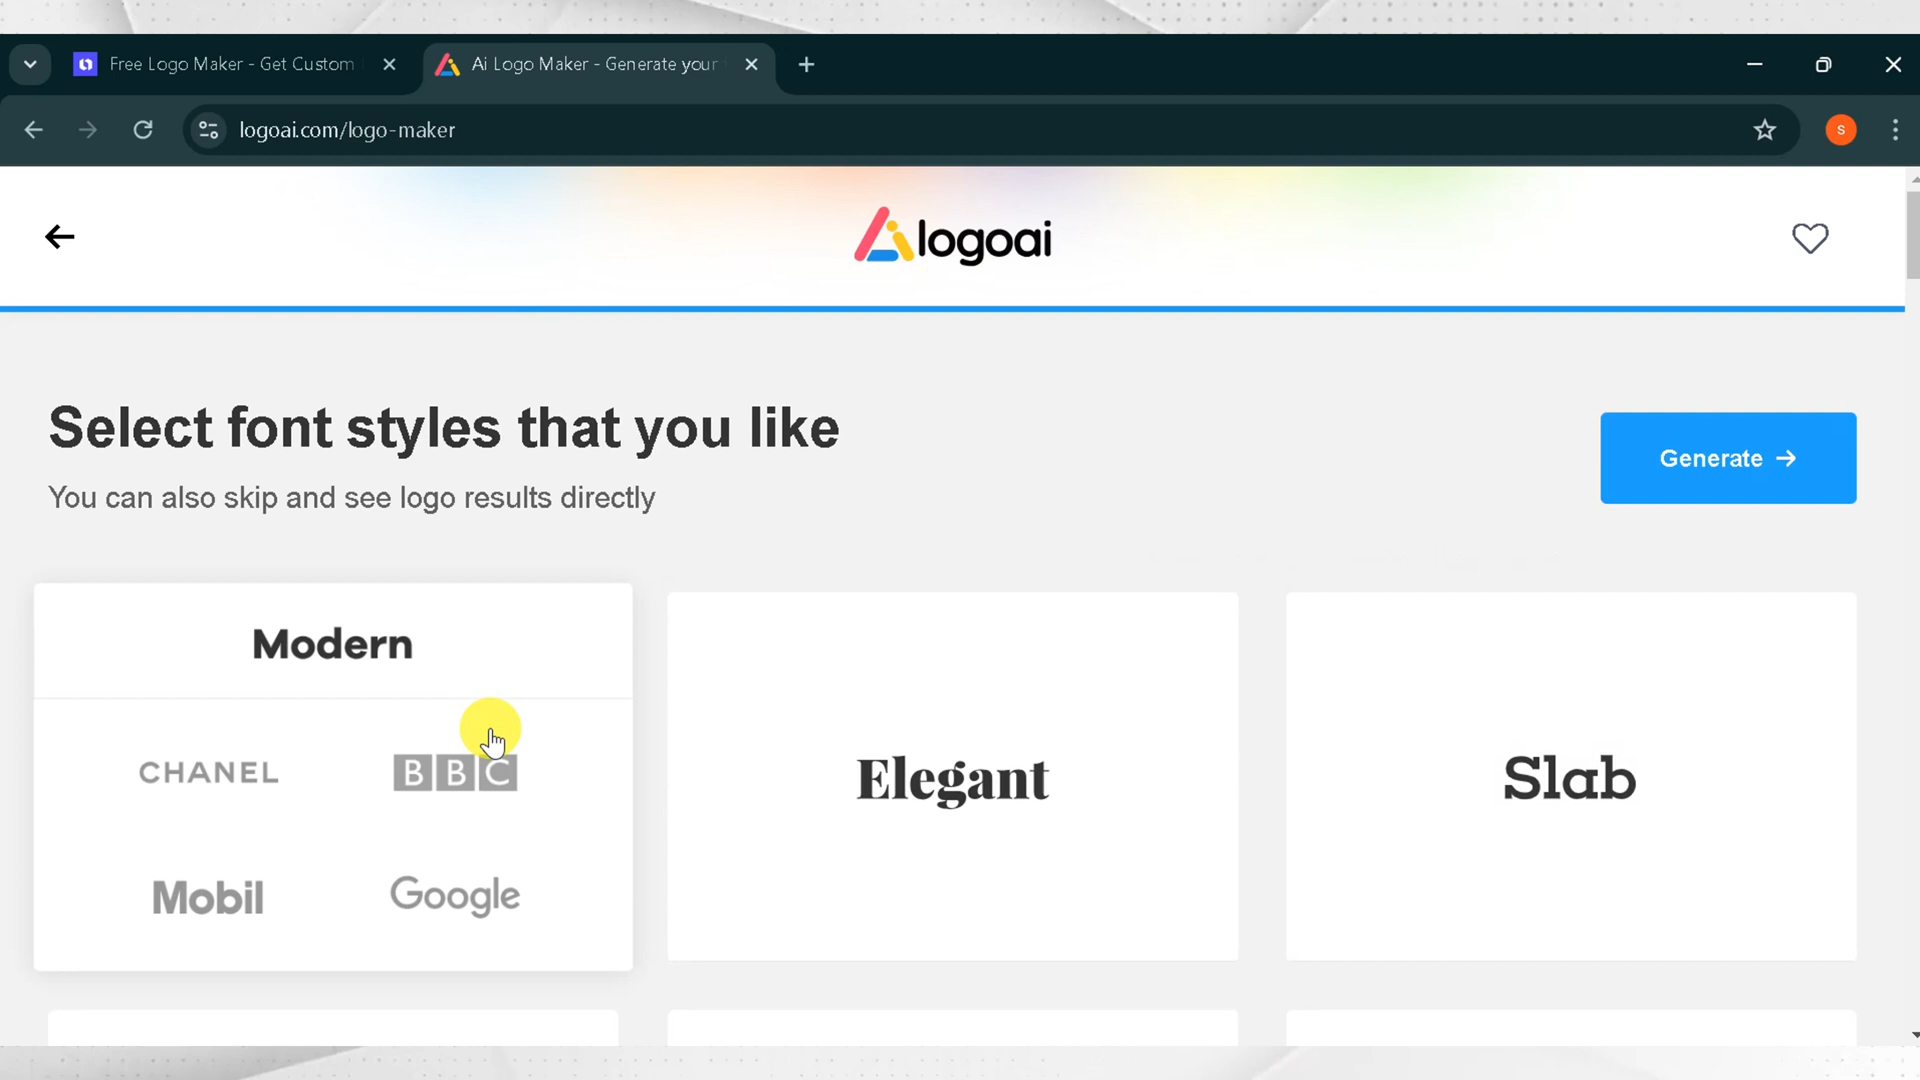 Free Logo Maker - Get Custom
Ai Logo Maker - Generate your
logoai.com/logo-maker
S
logoai
Select font styles that you like
You can also skip and see logo results directly
Generate →
Modern
CHANEL
BBC
Mobil
Google
Elegant
Slab